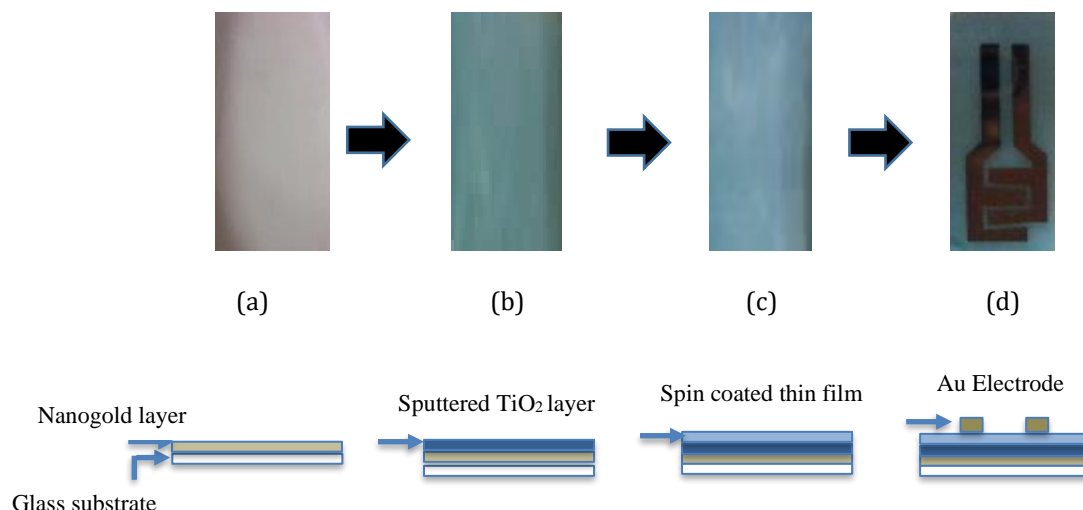 (a)
(b)
(c)
(d)
Nanogold layer
Glass substrate
Sputtered TiO₂ layer
Spin coated thin film
Au Electrode